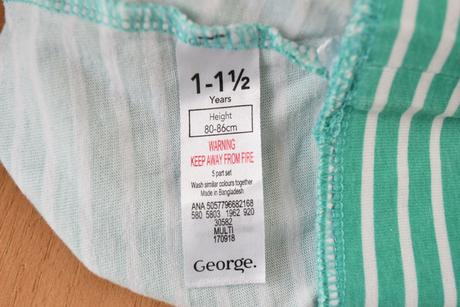 1-1½
Years
Height
80-86cm
WARNING
KEEP AWAY FROM FIRE
5 part set
Wash similar colours together
Made in Bangladesh
ANA 5057796682168
580 5803 1962 920
30582
MULTI
170918
George.